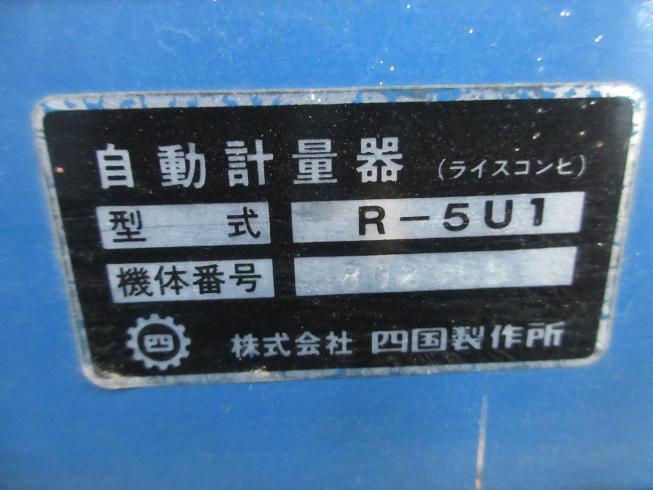 自動計量器 (ライスコンビ)
型式 R-5U1
機体番号
四 株式会社 四国製作所